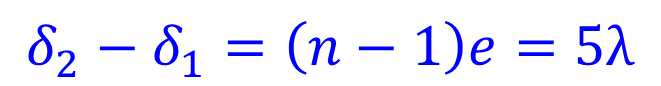 δ₂ − δ₁ = (n − 1)e = 5λ